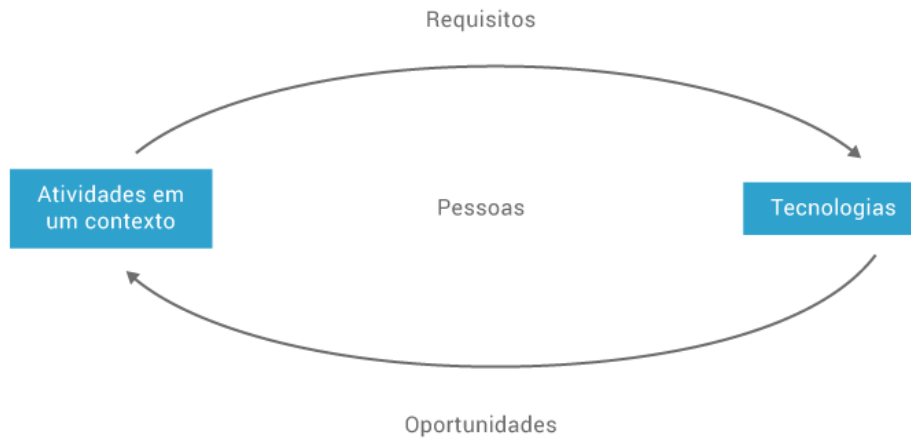 Requisitos
Atividades em
um contexto
Pessoas
Tecnologias
Oportunidades